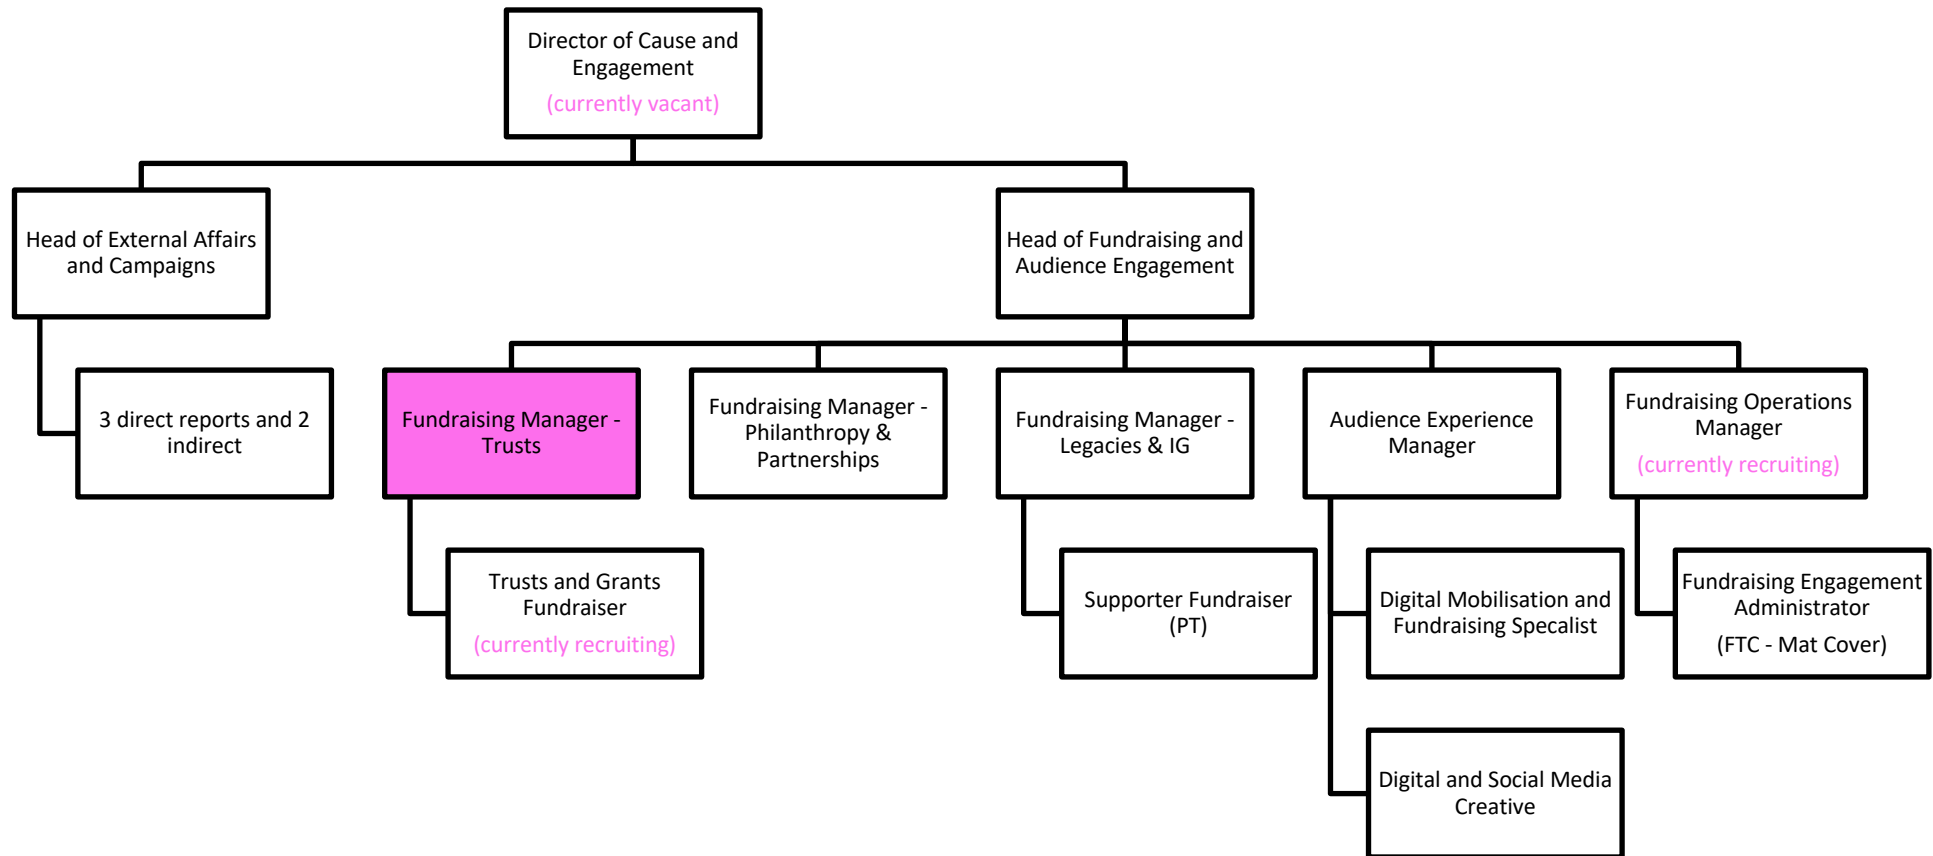 Director of Cause and
Engagement
(currently vacant)
Head of External Affairs
and Campaigns
Head of Fundraising and
Audience Engagement
3 direct reports and 2
indirect
Fundraising Manager -
Trusts
Fundraising Manager -
Philanthropy &
Partnerships
Fundraising Manager -
Legacies & IG
Audience Experience
Manager
Fundraising Operations
Manager
(currently recruiting)
Trusts and Grants
Fundraiser
(currently recruiting)
Supporter Fundraiser
(PT)
Digital Mobilisation and
Fundraising Specalist
Fundraising Engagement
Administrator
(FTC - Mat Cover)
Digital and Social Media
Creative